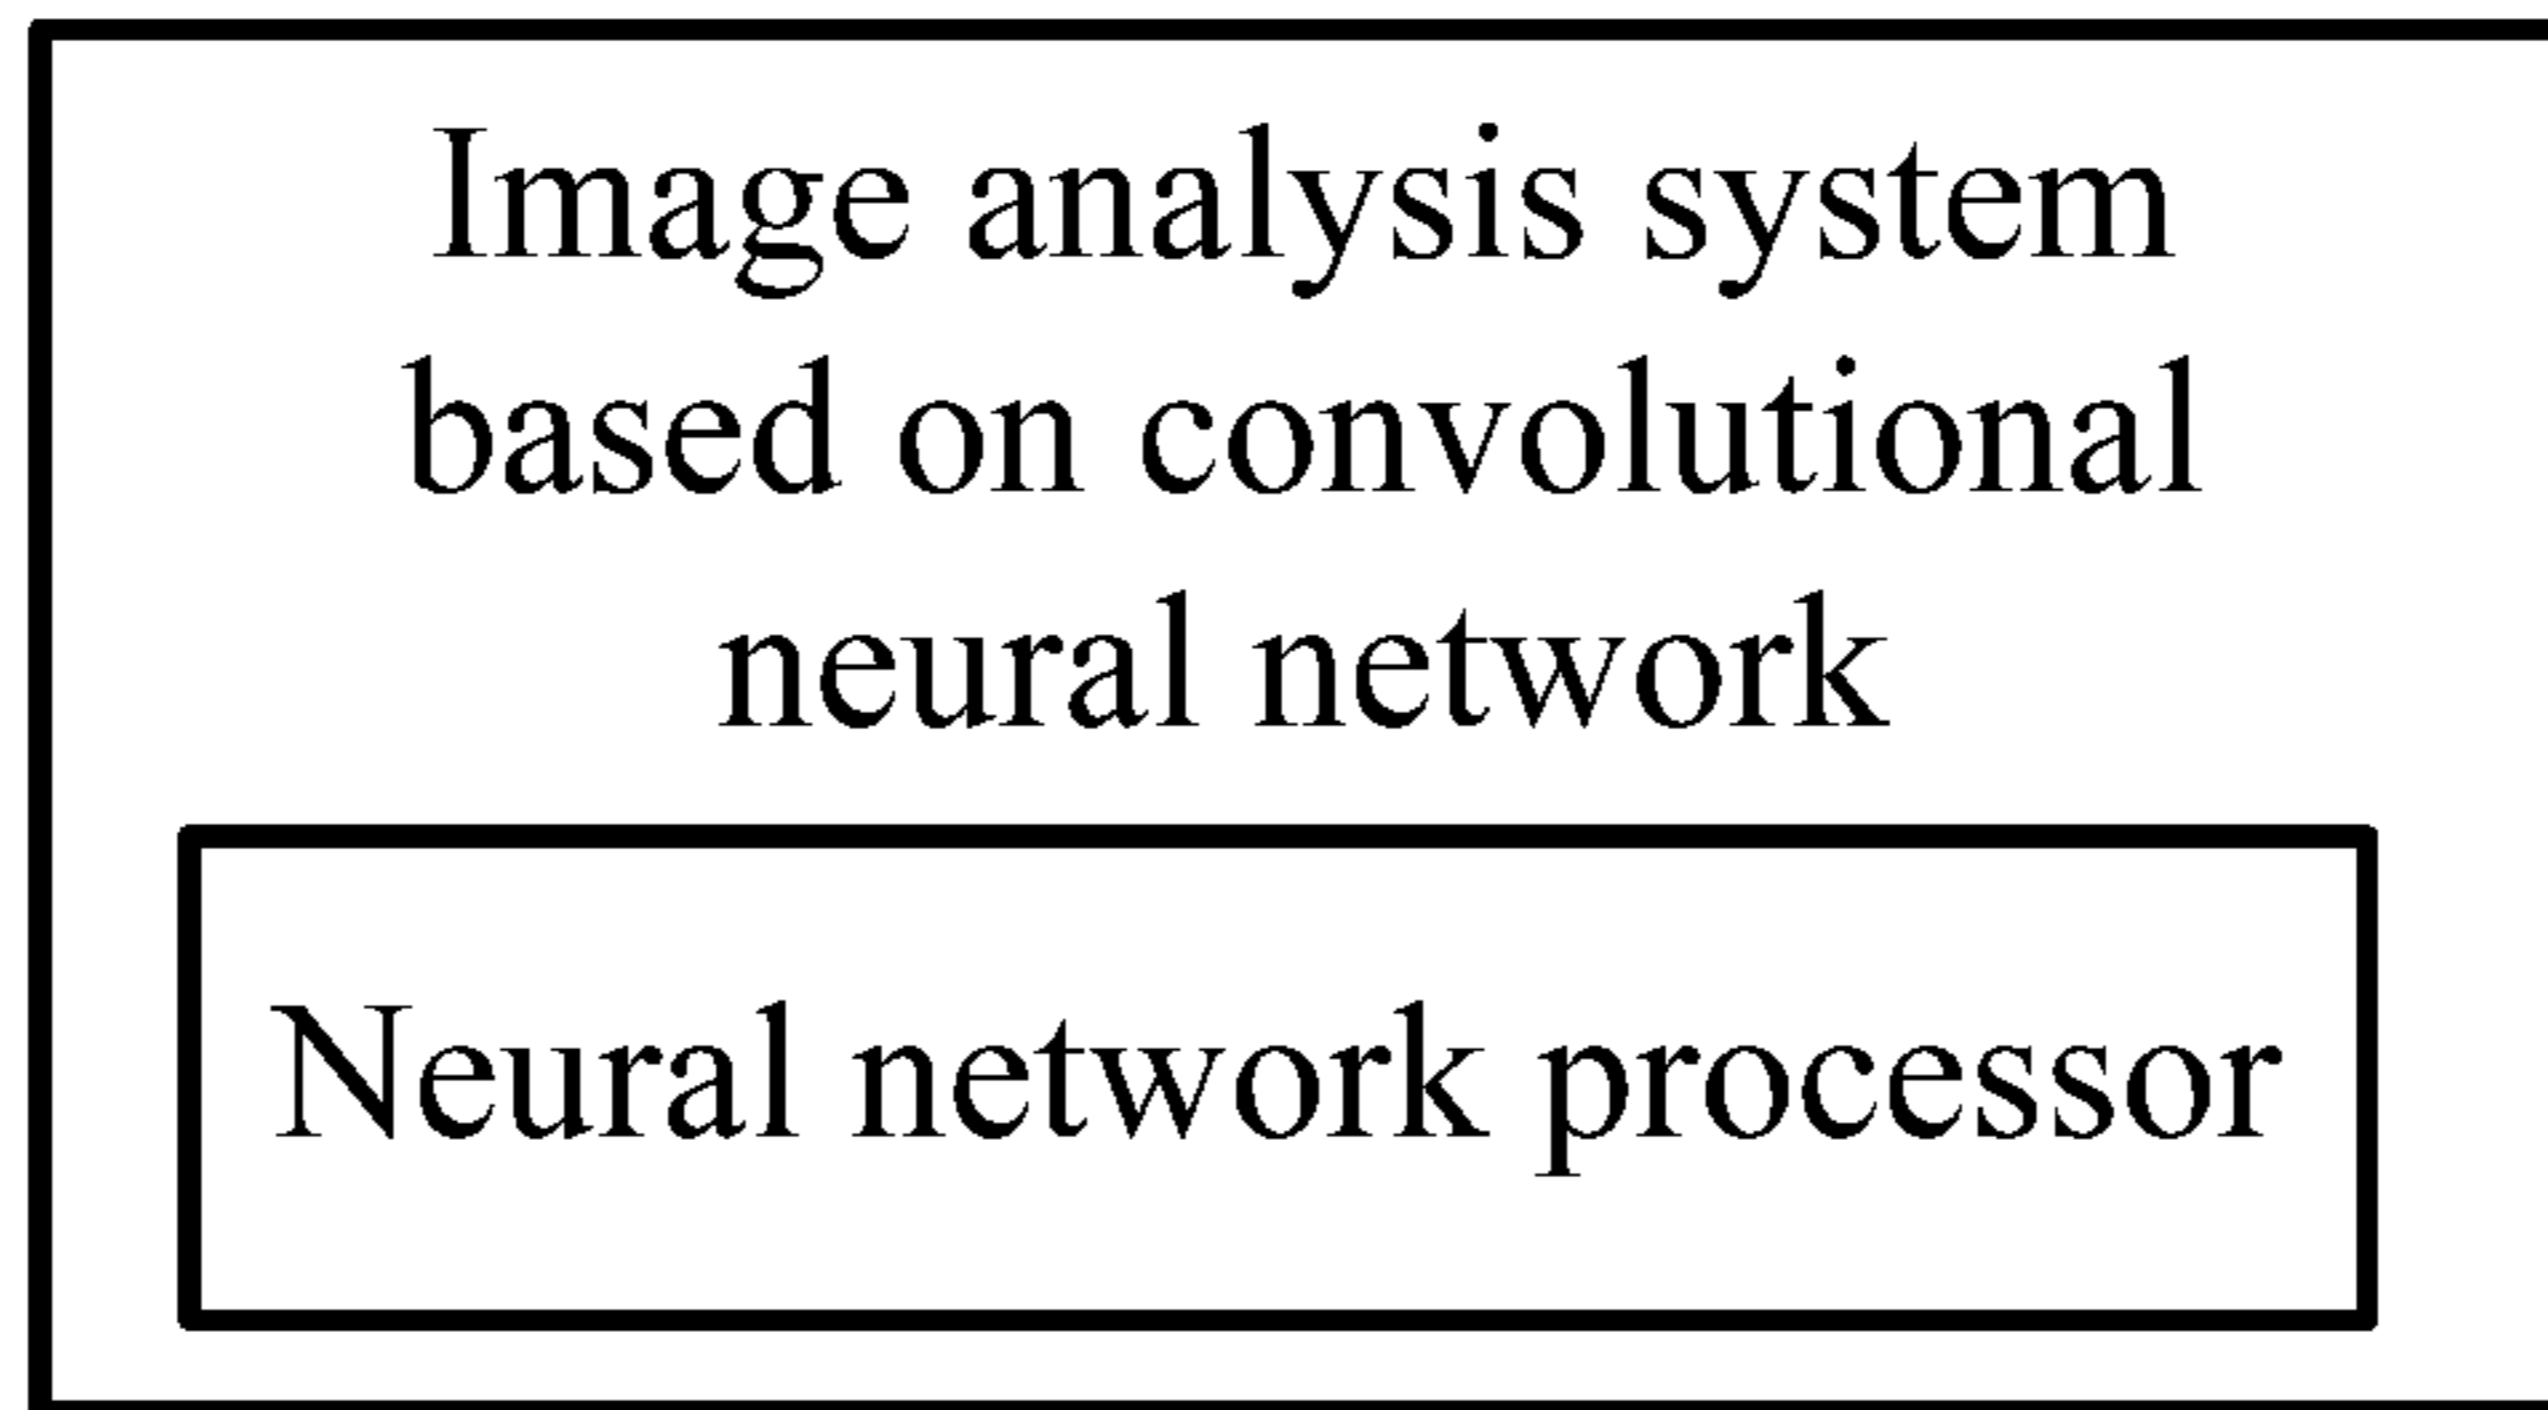 Image analysis system
based on convolutional
neural network
Neural network processor